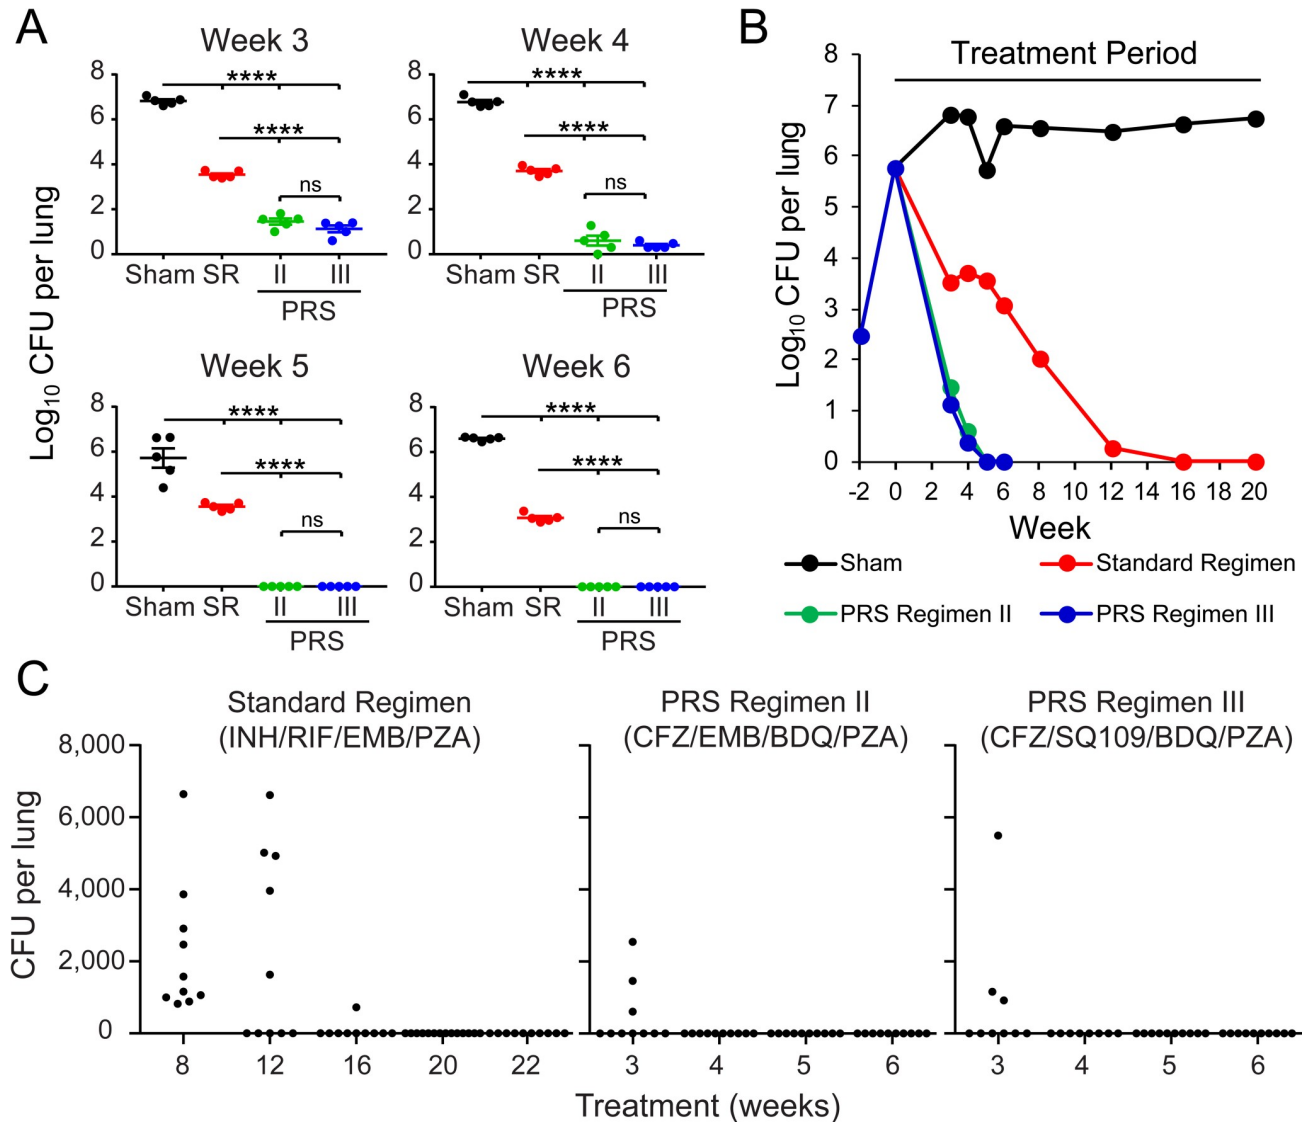 A
Week 3
8
6
4
2
0
****
****
ns
Sham SR II III
PRS
Week 4
8
6
4
2
0
****
****
ns
Sham SR II III
PRS
Log10 CFU per lung
Week 5
8
6
4
2
0
****
****
ns
Sham SR II III
PRS
Week 6
8
6
4
2
0
****
****
ns
Sham SR II III
PRS
B
Treatment Period
8
7
6
5
4
3
2
1
0
Log10 CFU per lung
-2 0 2 4 6 8 10 12 14 16 18 20
Week
Sham
Standard Regimen
PRS Regimen II
PRS Regimen III
C
Standard Regimen
(INH/RIF/EMB/PZA)
PRS Regimen II
(CFZ/EMB/BDQ/PZA)
PRS Regimen III
(CFZ/SQ109/BDQ/PZA)
8,000
6,000
4,000
2,000
0
CFU per lung
8 12 16 20 22
3 4 5 6
3 4 5 6
Treatment (weeks)